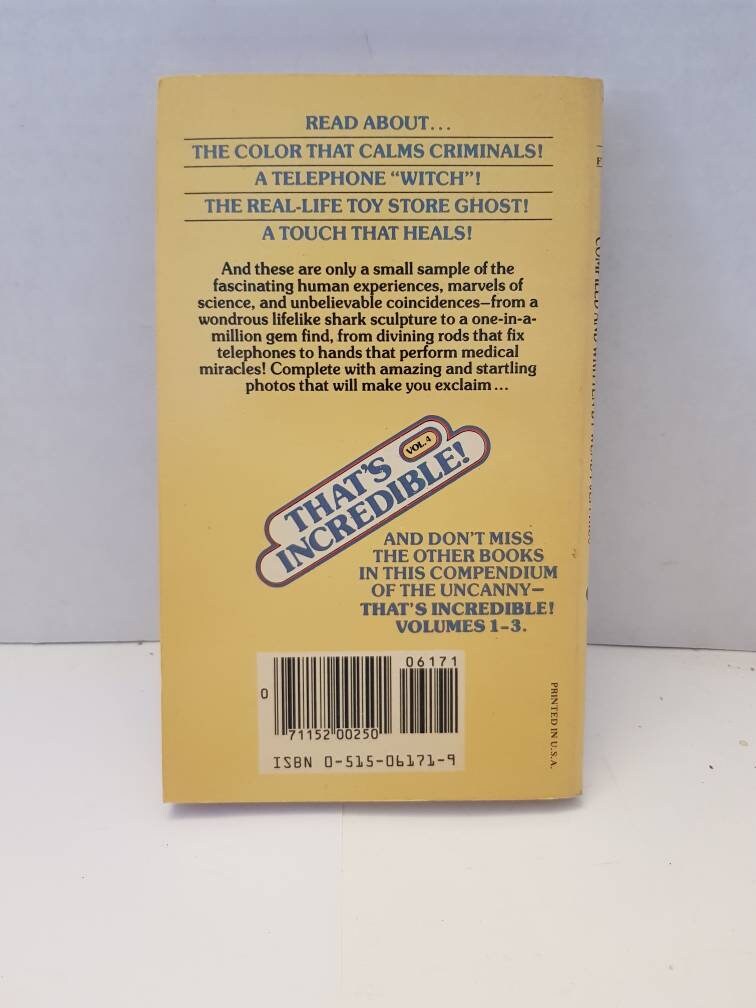 READ ABOUT...
THE COLOR THAT CALMS CRIMINALS!
A TELEPHONE “WITCH”!
THE REAL-LIFE TOY STORE GHOST!
A TOUCH THAT HEALS!
And these are only a small sample of the
fascinating human experiences, marvels of
science, and unbelievable coincidences—from a
wondrous lifelike shark sculpture to a one-in-a-
million gem find, from divining rods that fix
telephones to hands that perform medical
miracles! Complete with amazing and startling
photos that will make you exclaim...
VOL. 4
THAT'S
INCREDIBLE!
AND DON'T MISS
THE OTHER BOOKS
IN THIS COMPENDIUM
OF THE UNCANNY—
THAT'S INCREDIBLE!
VOLUMES 1-3.
06171
0
71152 00250
ISBN 0-515-06171-9
PRINTED IN U.S.A.